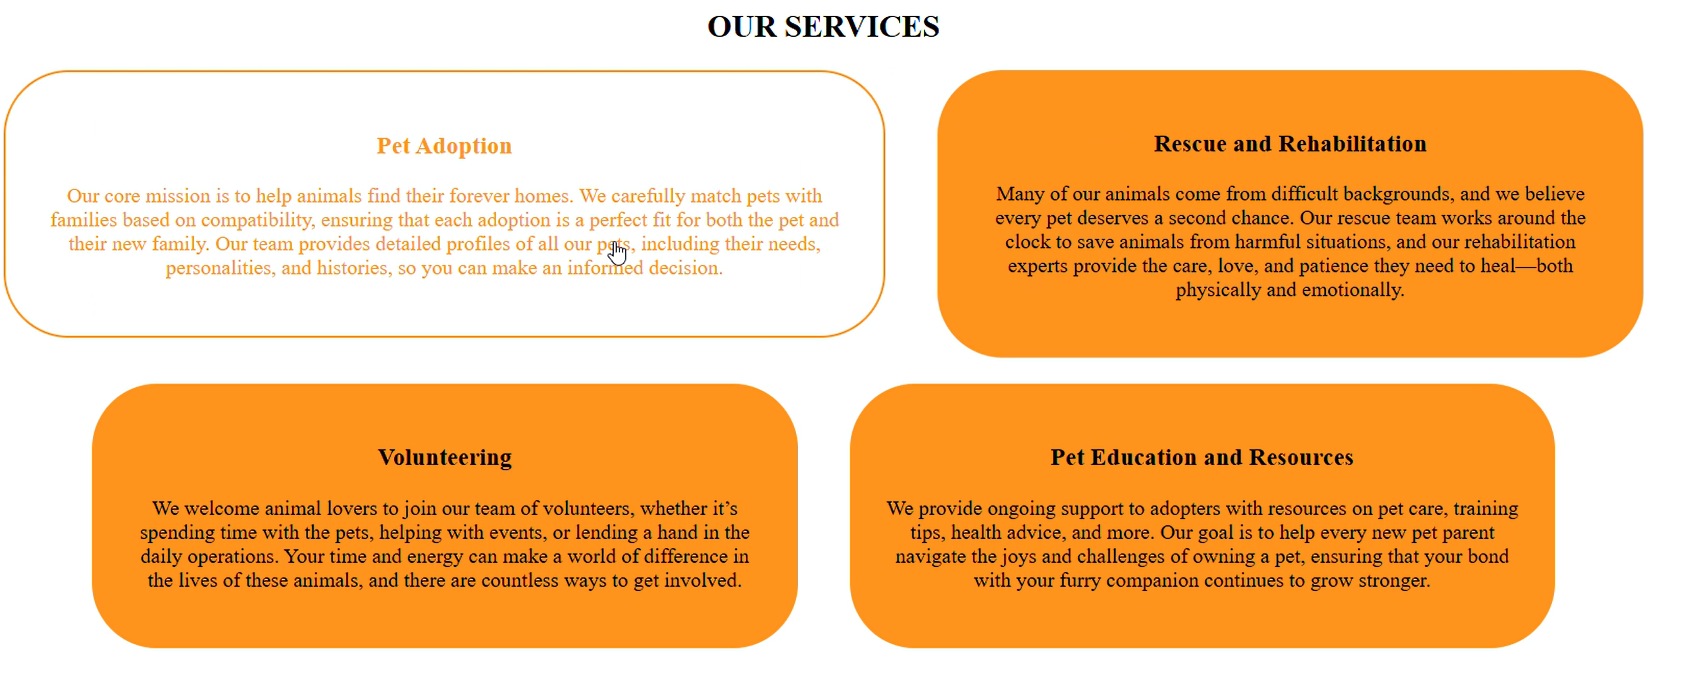 OUR SERVICES
Pet Adoption
Our core mission is to help animals find their forever homes. We carefully match pets with
families based on compatibility, ensuring that each adoption is a perfect fit for both the pet and
their new family. Our team provides detailed profiles of all our pets, including their needs,
personalities, and histories, so you can make an informed decision.
Rescue and Rehabilitation
Many of our animals come from difficult backgrounds, and we believe
every pet deserves a second chance. Our rescue team works around the
clock to save animals from harmful situations, and our rehabilitation
experts provide the care, love, and patience they need to heal—both
physically and emotionally.
Volunteering
We welcome animal lovers to join our team of volunteers, whether it’s
spending time with the pets, helping with events, or lending a hand in the
daily operations. Your time and energy can make a world of difference in
the lives of these animals, and there are countless ways to get involved.
Pet Education and Resources
We provide ongoing support to adopters with resources on pet care, training
tips, health advice, and more. Our goal is to help every new pet parent
navigate the joys and challenges of owning a pet, ensuring that your bond
with your furry companion continues to grow stronger.